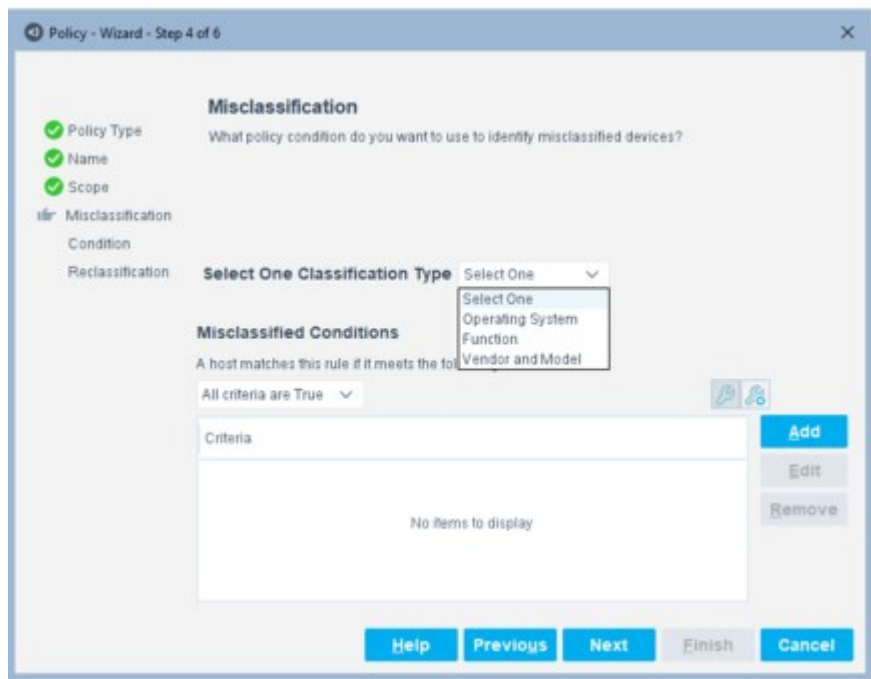 Policy - Wizard - Step 4 of 6
Misclassification
What policy condition do you want to use to identify misclassified devices?
Policy Type
Name
Scope
Misclassification
Condition
Reclassification
Select One Classification Type Select One
Select One
Operating System
Function
Vendor and Model
Misclassified Conditions
A host matches this rule if it meets the
All criteria are True
Criteria
No items to display
Add
Edit
Remove
Help Previous Next Finish Cancel